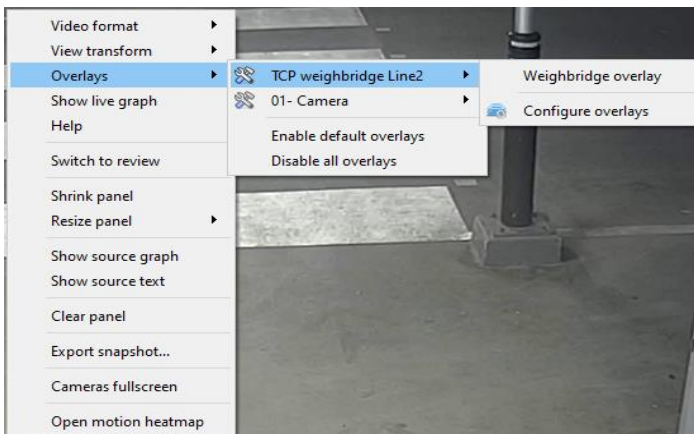 Video format
View transform
Overlays
Show live graph
Help
Switch to review
Shrink panel
Resize panel
Show source graph
Show source text
Clear panel
Export snapshot...
Cameras fullscreen
Open motion heatmap
TCP weighbridge Line2
01- Camera
Enable default overlays
Disable all overlays
Weighbridge overlay
Configure overlays